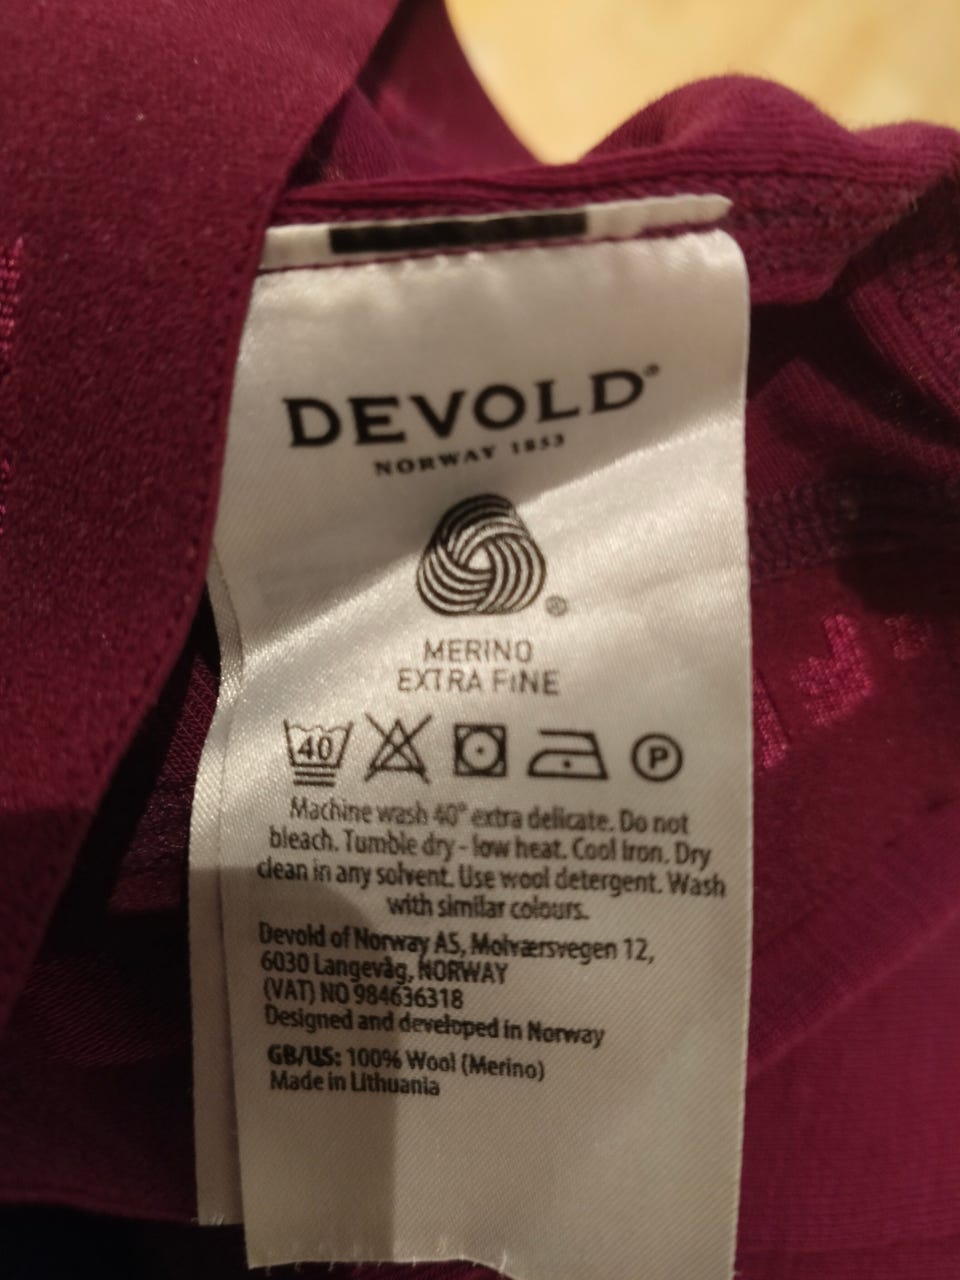 DEVOLD®
NORWAY 1853
®
MERINO
EXTRA FINE
40 P
Machine wash 40° extra delicate. Do not
bleach. Tumble dry - low heat. Cool Iron. Dry
clean in any solvent. Use wool detergent. Wash
with similar colours.
Devold of Norway AS, Molværsvegen 12,
6030 Langevåg, NORWAY
(VAT) NO 984636318
Designed and developed in Norway
GB/US: 100% Wool (Merino)
Made in Lithuania